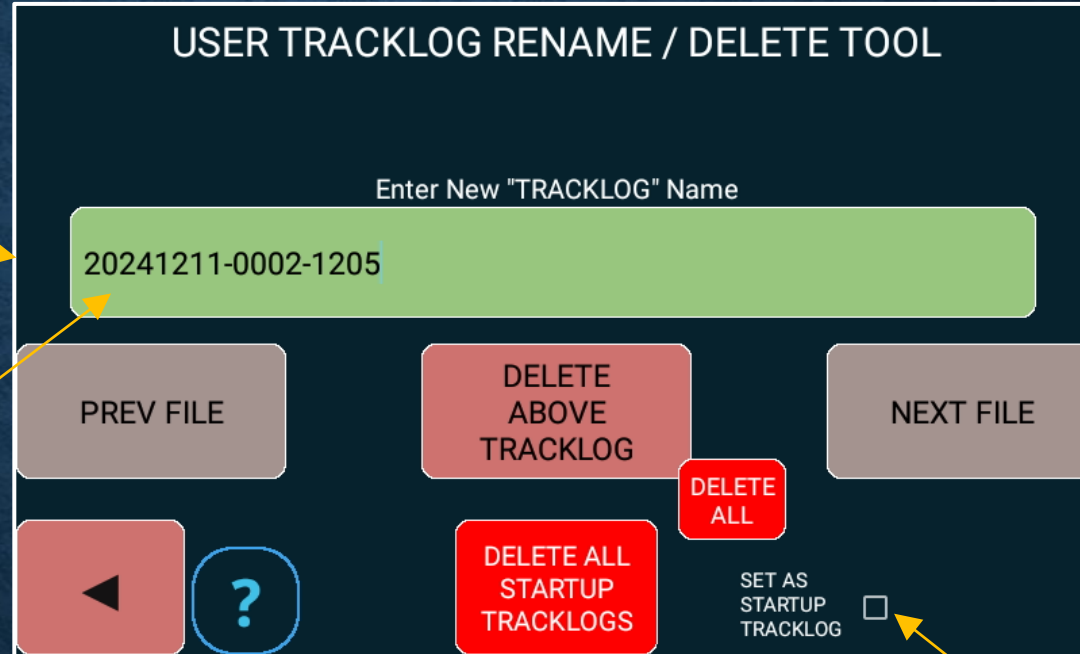 USER TRACKLOG RENAME / DELETE TOOL
Enter New "TRACKLOG" Name
20241211-0002-1205
PREV FILE
DELETE
ABOVE
TRACKLOG
NEXT FILE
DELETE
ALL
?
DELETE ALL
STARTUP
TRACKLOGS
SET AS
STARTUP
TRACKLOG